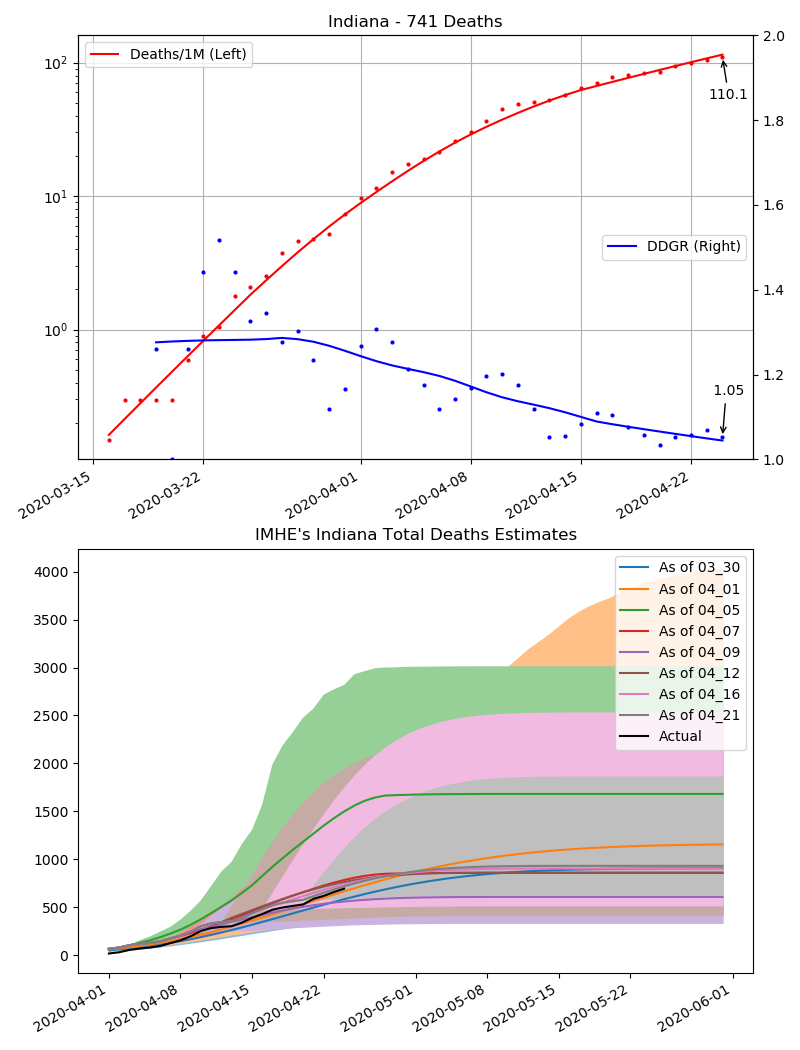 Indiana - 741 Deaths
Deaths/1M (Left)
DDGR (Right)
110.1
1.05
10²
10¹
10⁰
2.0
1.8
1.6
1.4
1.2
1.0
2020-03-15
2020-03-22
2020-04-01
2020-04-08
2020-04-15
2020-04-22
IMHE's Indiana Total Deaths Estimates
4000
3500
3000
2500
2000
1500
1000
500
0
As of 03_30
As of 04_01
As of 04_05
As of 04_07
As of 04_09
As of 04_12
As of 04_16
As of 04_21
Actual
2020-04-01
2020-04-08
2020-04-15
2020-04-22
2020-05-01
2020-05-08
2020-05-15
2020-05-22
2020-06-01